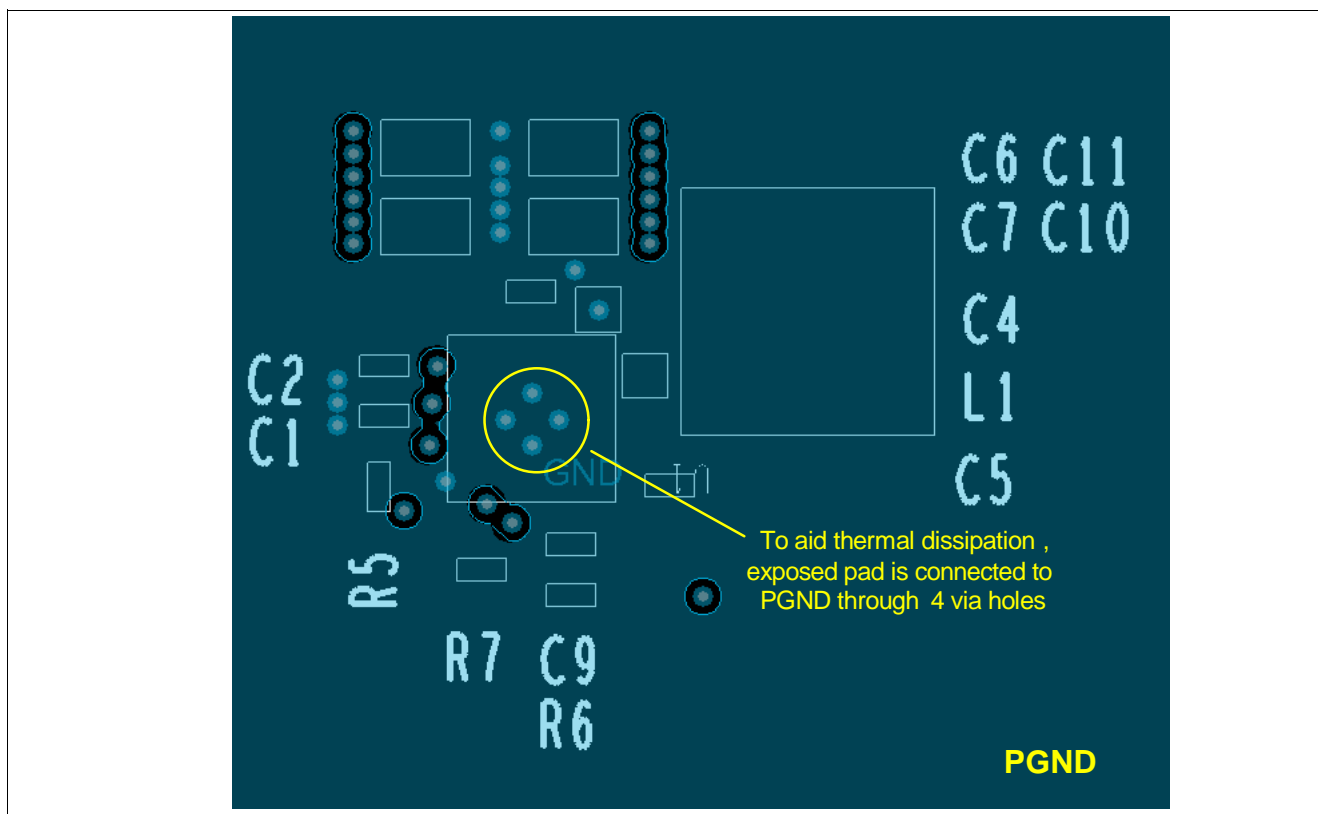 C6 C11
C7 C10
C4
C2
L1
C1
GND
C5
To aid thermal dissipation ,
exposed pad is connected to
PGND through 4 via holes
R5
R7 C9
R6
PGND